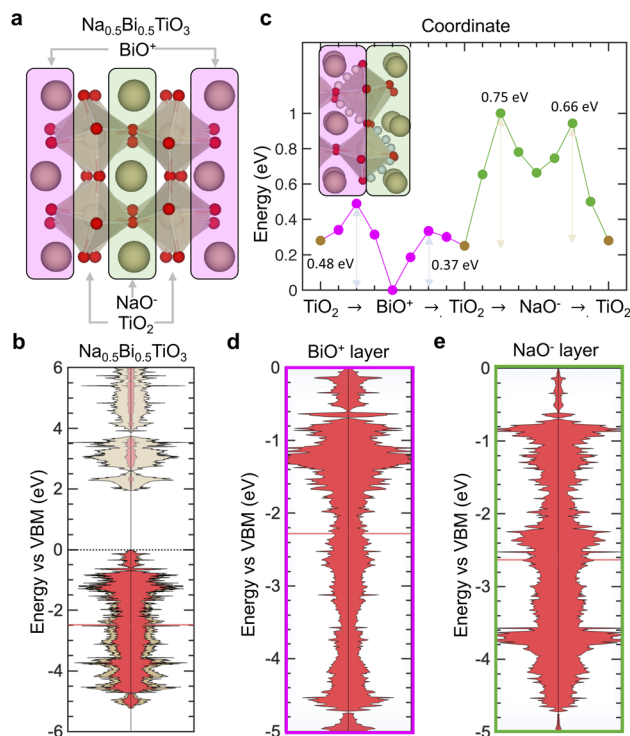 a
Na0.5Bi0.5TiO3
BiO+
NaO-
TiO2
c
Coordinate
Energy (eV)
1
0.8
0.6
0.4
0.2
0
0.75 eV
0.66 eV
0.48 eV
0.37 eV
TiO2 → BiO+ → TiO2 → NaO- → TiO2
b
Na0.5Bi0.5TiO3
Energy vs VBM (eV)
6
4
2
0
-2
-4
-6
d
BiO+ layer
Energy vs VBM (eV)
0
-1
-2
-3
-4
-5
e
NaO- layer
Energy vs VBM (eV)
0
-1
-2
-3
-4
-5